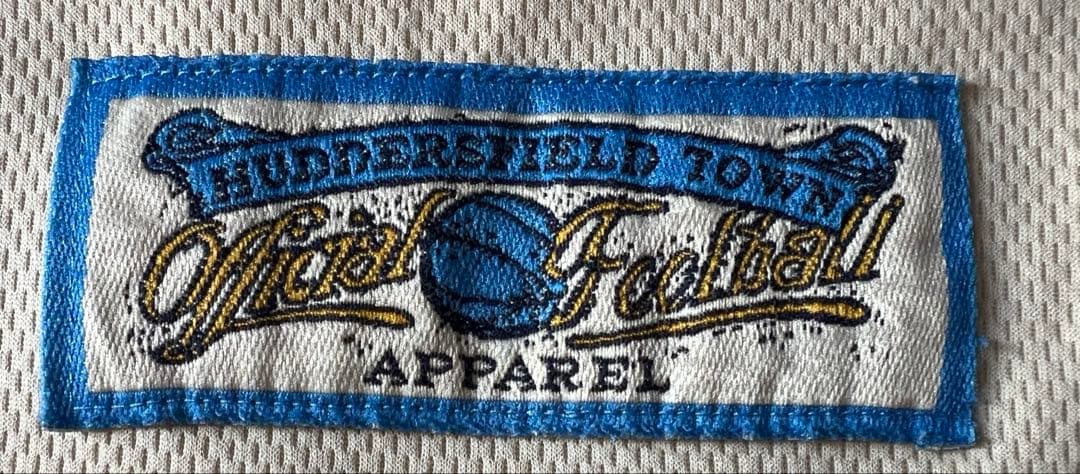 HUDDERSFIELD TOWN
Official Football
APPAREL